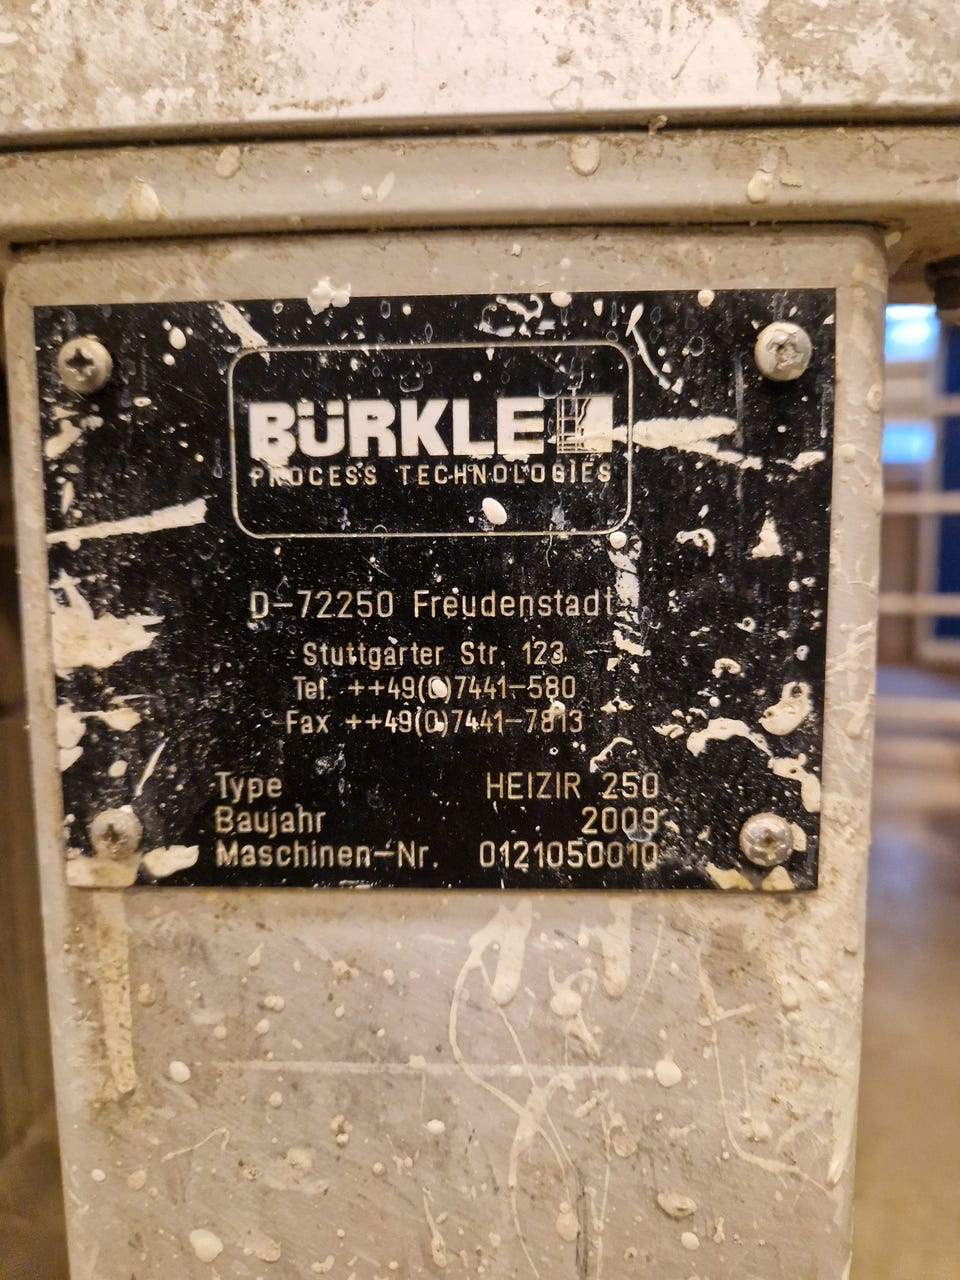 BÜRKLE
PROCESS TECHNOLOGIES
D-72250 Freudenstadt
Stuttgarter Str. 123
Tel. ++49(0)7441-580
Fax ++49(0)7441-7813
Type HEIZIR 250
Baujahr 2009
Maschinen-Nr. 0121050010